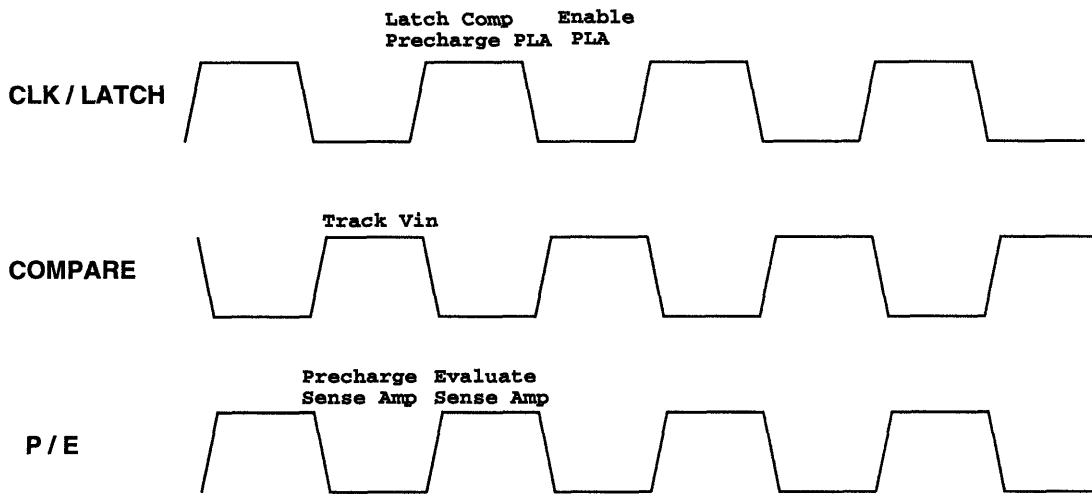 Latch Comp Enable
Precharge PLA PLA
CLK / LATCH
Track Vin
COMPARE
Precharge Evaluate
Sense Amp Sense Amp
P / E